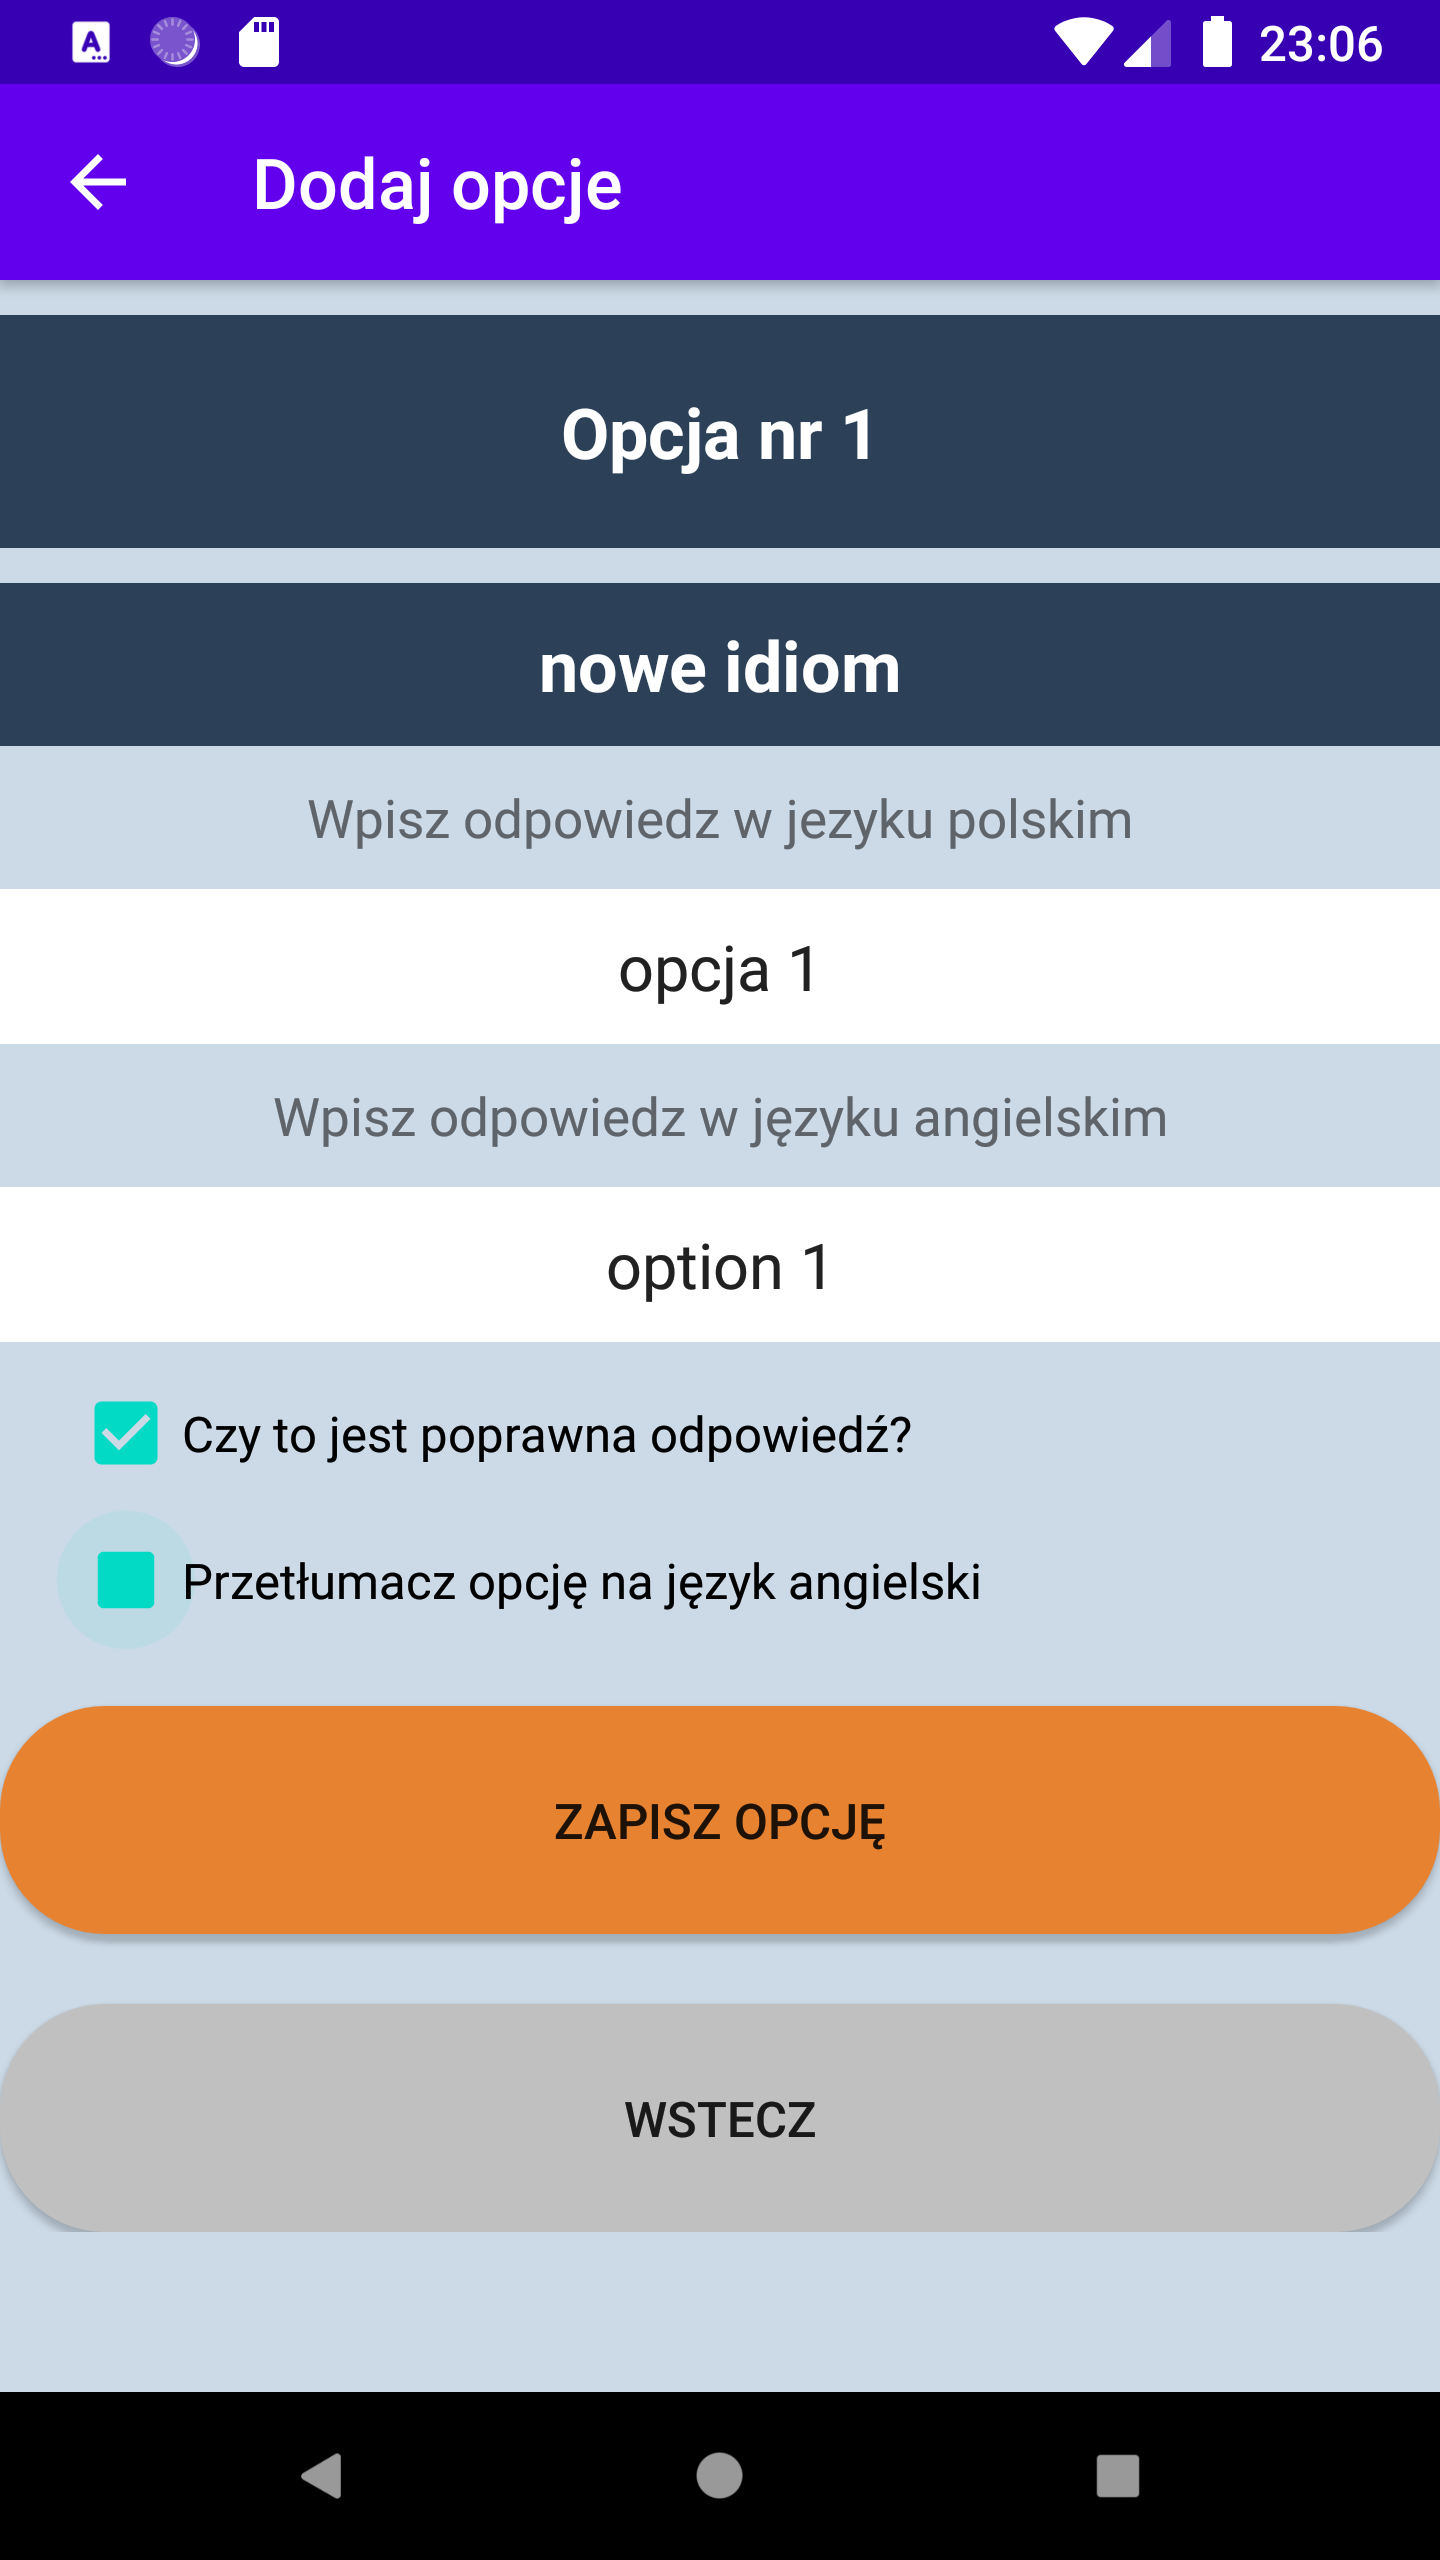 23:06
Dodaj opcje
Opcja nr 1
nowe idiom
Wpisz odpowiedz w jezyku polskim
opcja 1
Wpisz odpowiedz w języku angielskim
option 1
Czy to jest poprawna odpowiedź?
Przetłumacz opcję na język angielski
ZAPISZ OPCJĘ
WSTECZ